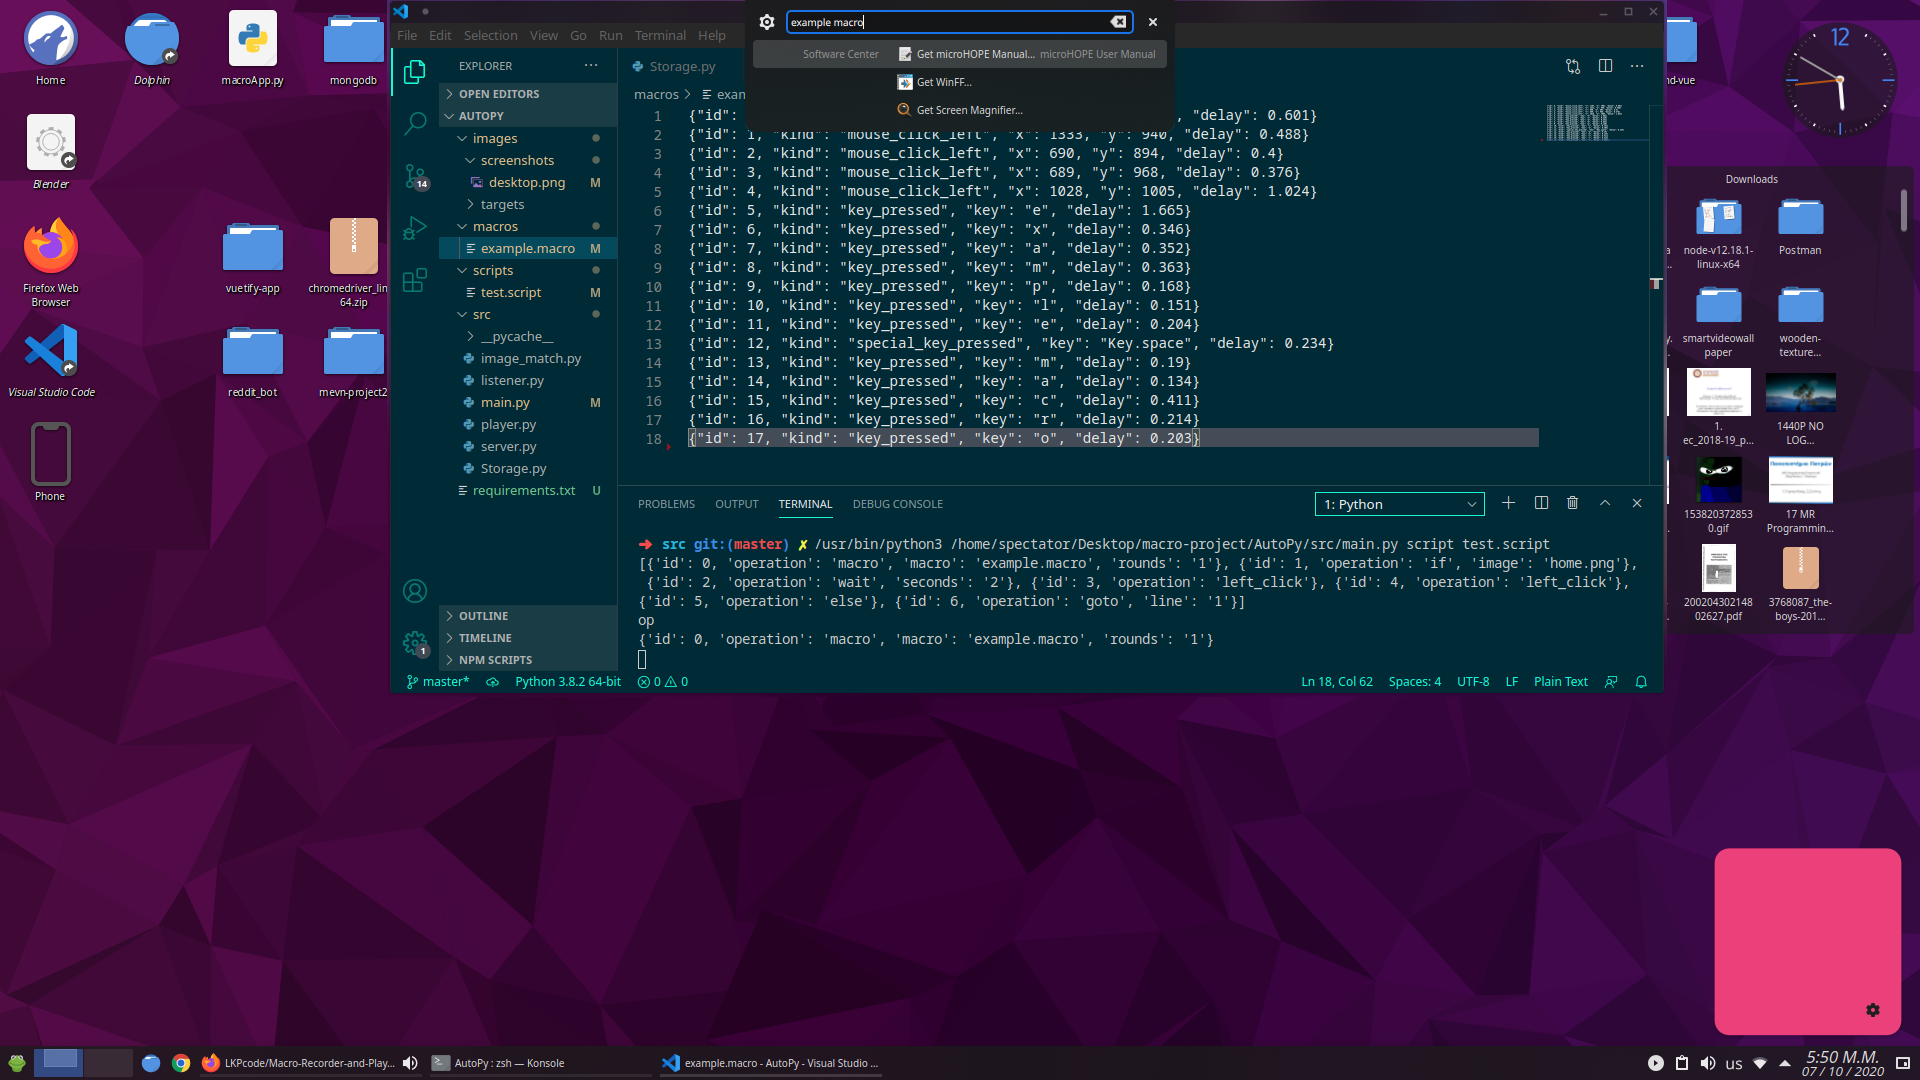 Home
Dolphin
macroApp.py
mongodb
Blender
Firefox Web
Browser
vuetify-app
chromedriver_lin
64.zip
Visual Studio Code
reddit_bot
mevn-project2
Phone
File Edit Selection View Go Run Terminal Help
example macro
Software Center Get microHOPE Manual... microHOPE User Manual
Get WinFF...
Get Screen Magnifier...
EXPLORER
OPEN EDITORS
AUTOPY
images
screenshots
desktop.png M
targets
macros
example.macro M
scripts
test.script M
src
__pycache__
image_match.py
listener.py
main.py M
player.py
server.py
Storage.py
requirements.txt U
OUTLINE
TIMELINE
NPM SCRIPTS
14
1
Storage.py
macros > exam
1 {"id": , "delay": 0.601}
2 {"id": 1, "kind": "mouse_click_left", "x": 1333, "y": 940, "delay": 0.488}
3 {"id": 2, "kind": "mouse_click_left", "x": 690, "y": 894, "delay": 0.4}
4 {"id": 3, "kind": "mouse_click_left", "x": 689, "y": 968, "delay": 0.376}
5 {"id": 4, "kind": "mouse_click_left", "x": 1028, "y": 1005, "delay": 1.024}
6 {"id": 5, "kind": "key_pressed", "key": "e", "delay": 1.665}
7 {"id": 6, "kind": "key_pressed", "key": "x", "delay": 0.346}
8 {"id": 7, "kind": "key_pressed", "key": "a", "delay": 0.352}
9 {"id": 8, "kind": "key_pressed", "key": "m", "delay": 0.363}
10 {"id": 9, "kind": "key_pressed", "key": "p", "delay": 0.168}
11 {"id": 10, "kind": "key_pressed", "key": "l", "delay": 0.151}
12 {"id": 11, "kind": "key_pressed", "key": "e", "delay": 0.204}
13 {"id": 12, "kind": "special_key_pressed", "key": "Key.space", "delay": 0.234}
14 {"id": 13, "kind": "key_pressed", "key": "m", "delay": 0.19}
15 {"id": 14, "kind": "key_pressed", "key": "a", "delay": 0.134}
16 {"id": 15, "kind": "key_pressed", "key": "c", "delay": 0.411}
17 {"id": 16, "kind": "key_pressed", "key": "r", "delay": 0.214}
18 {"id": 17, "kind": "key_pressed", "key": "o", "delay": 0.203}
PROBLEMS OUTPUT TERMINAL DEBUG CONSOLE
1: Python
➜ src git:(master) ✗ /usr/bin/python3 /home/spectator/Desktop/macro-project/AutoPy/src/main.py script test.script
[{'id': 0, 'operation': 'macro', 'macro': 'example.macro', 'rounds': '1'}, {'id': 1, 'operation': 'if', 'image': 'home.png'},
{'id': 2, 'operation': 'wait', 'seconds': '2'}, {'id': 3, 'operation': 'left_click'}, {'id': 4, 'operation': 'left_click'},
{'id': 5, 'operation': 'else'}, {'id': 6, 'operation': 'goto', 'line': '1'}]
op
{'id': 0, 'operation': 'macro', 'macro': 'example.macro', 'rounds': '1'}
master* Python 3.8.2 64-bit 0 0
Ln 18, Col 62 Spaces: 4 UTF-8 LF Plain Text
nd-vue
12
Downloads
node-v12.18.1-
linux-x64
Postman
smartvideowall
paper
wooden-
texture...
1.
ec_2018-19_p...
1440P NO
LOG...
153820372853
0.gif
17 MR
Programmin...
200204302148
02627.pdf
3768087_the-
boys-201...
LKPcode/Macro-Recorder-and-Play...
AutoPy : zsh — Konsole
example.macro - AutoPy - Visual Studio ...
us
5:50 M.M.
07 / 10 / 2020